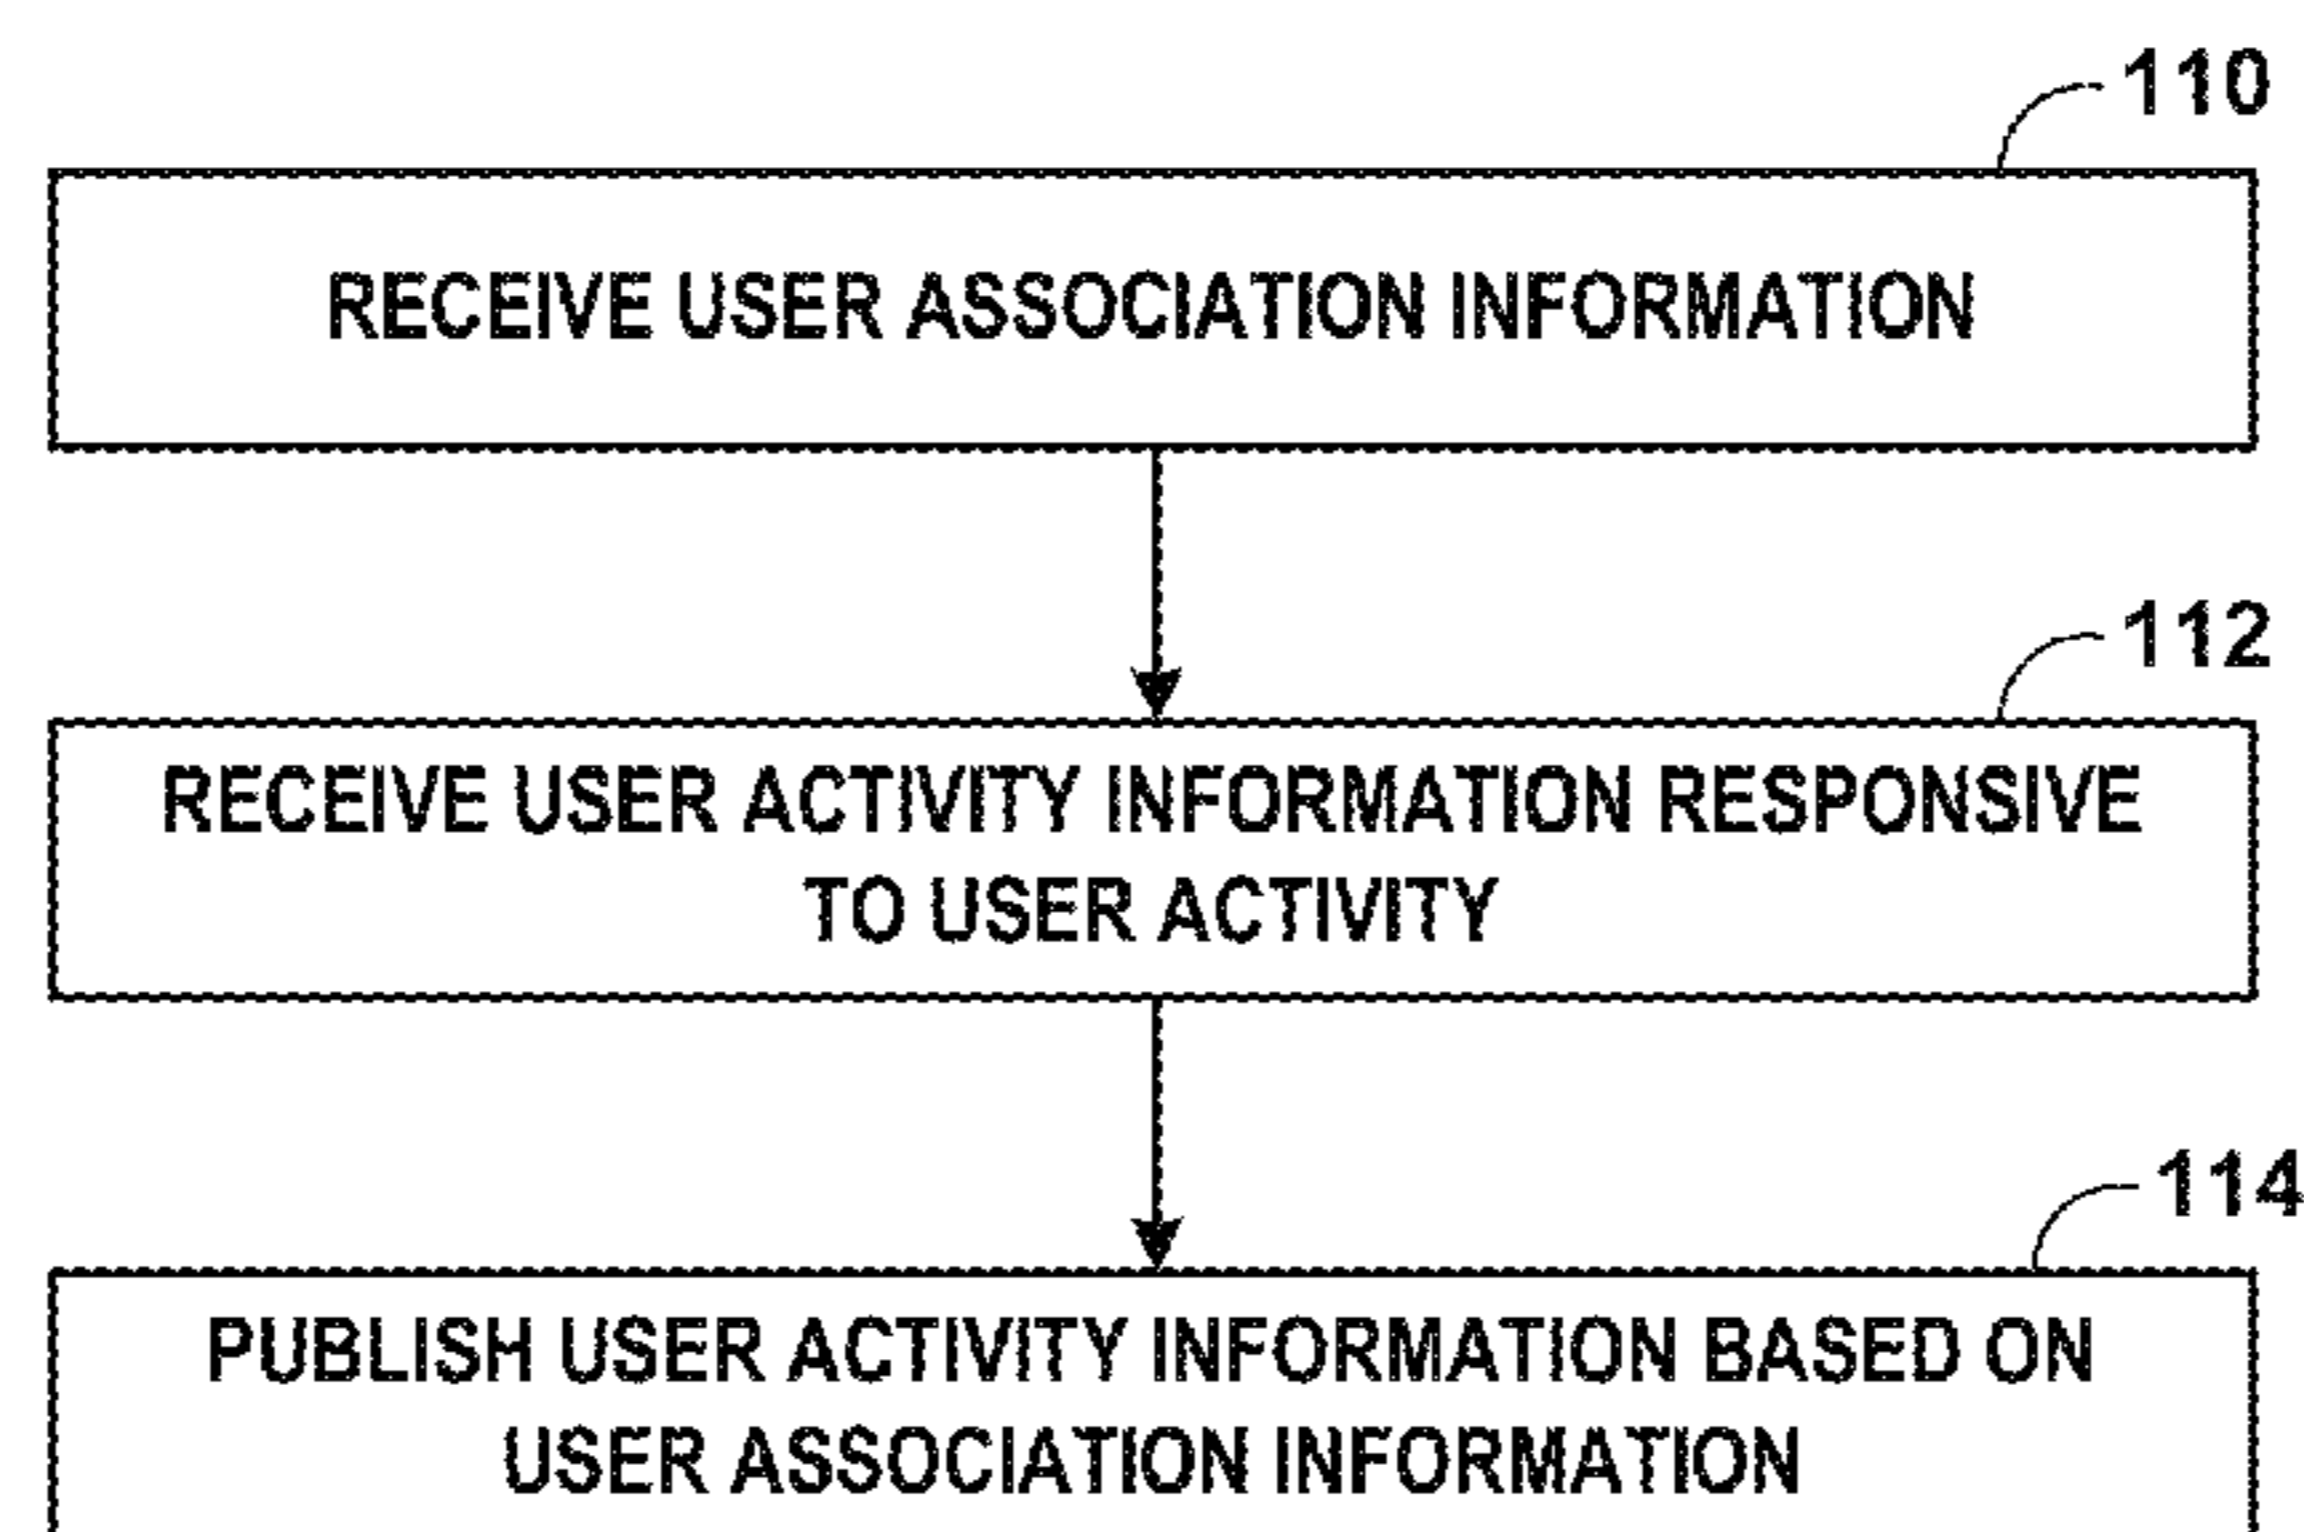 110
RECEIVE USER ASSOCIATION INFORMATION
112
RECEIVE USER ACTIVITY INFORMATION RESPONSIVE
TO USER ACTIVITY
114
PUBLISH USER ACTIVITY INFORMATION BASED ON
USER ASSOCIATION INFORMATION